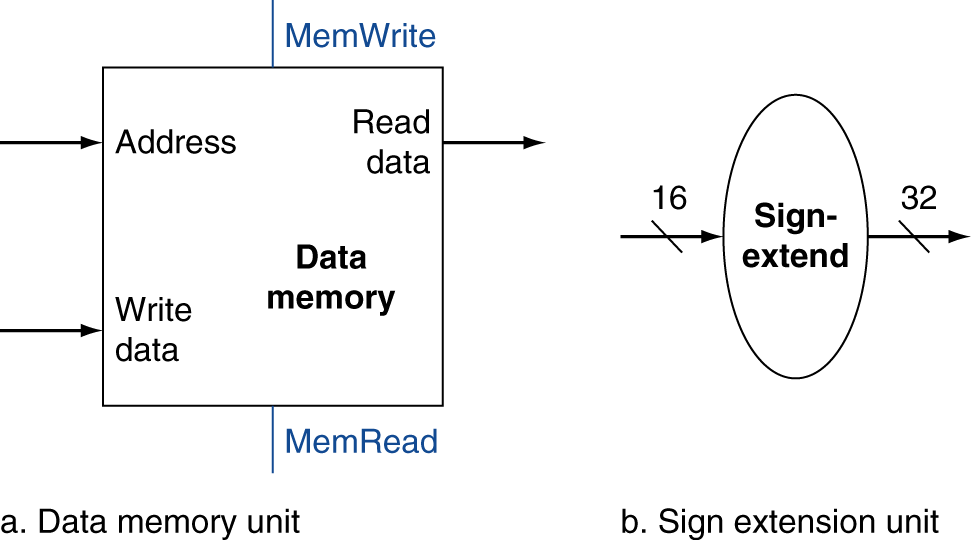 MemWrite
Address
Read
data
Data
memory
Write
data
MemRead
a. Data memory unit
16
Sign-
extend
32
b. Sign extension unit